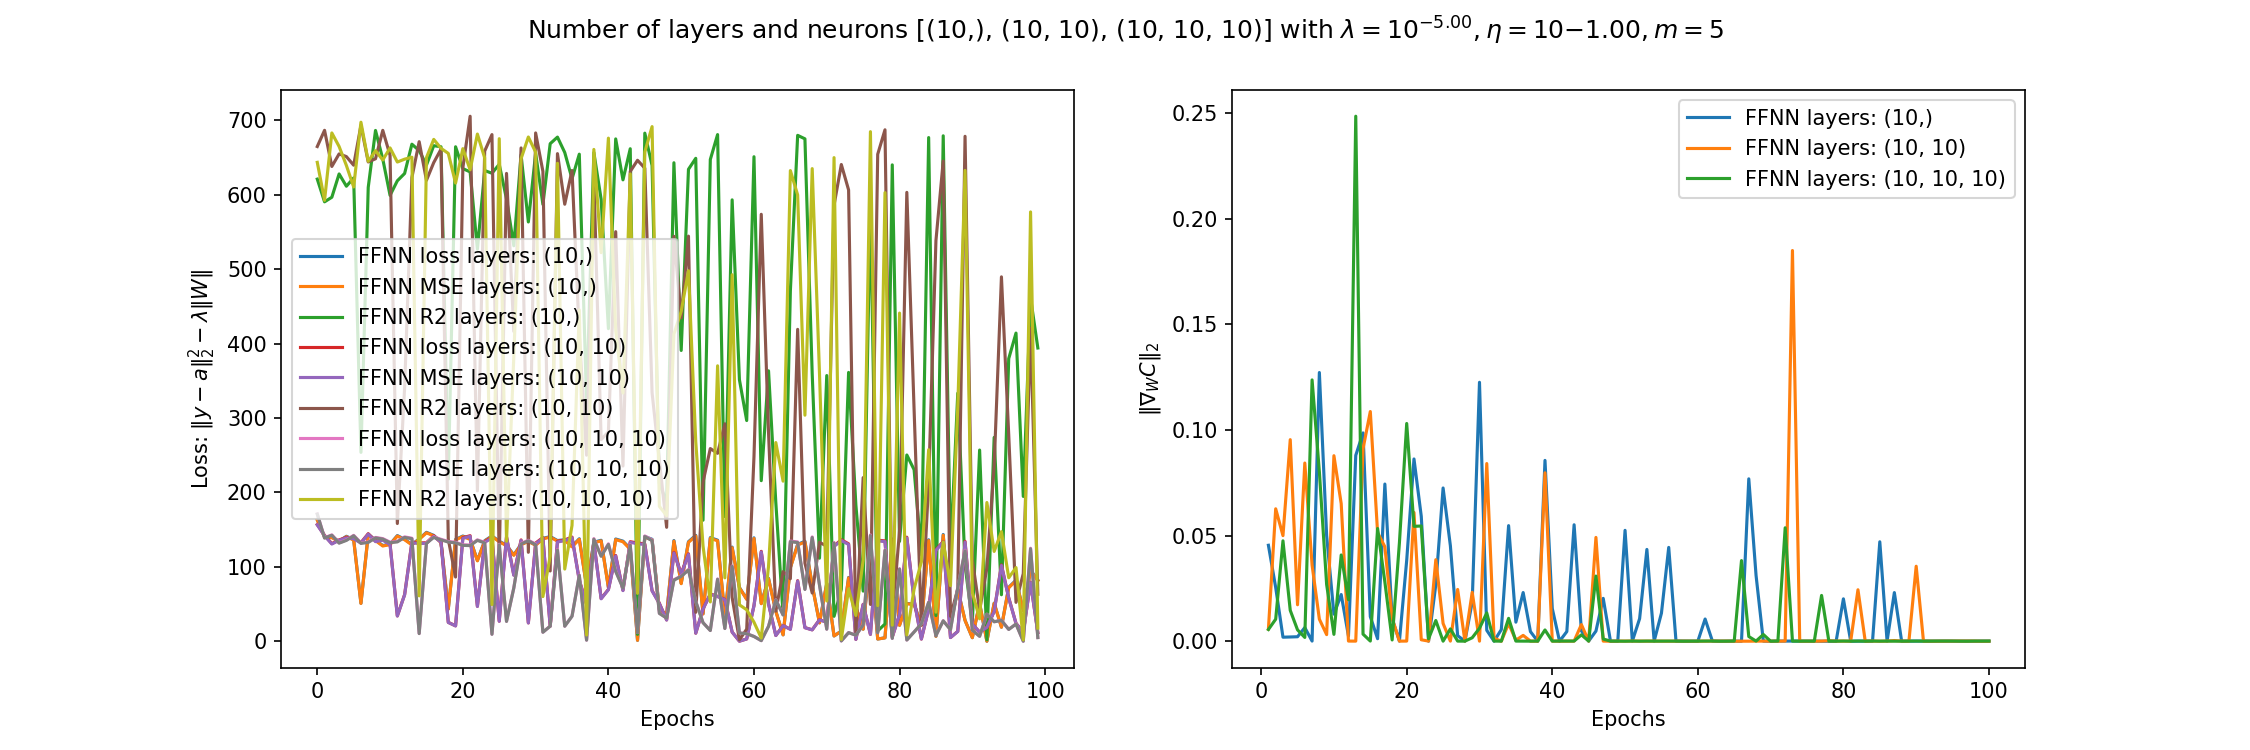 Number of layers and neurons [(10,), (10, 10), (10, 10, 10)] with λ = 10^{−5.00}, η = 10−1.00, m = 5
Loss: ‖y − a‖₂² − λ‖W‖
700
600
500
400
300
200
100
0
FFNN loss layers: (10,)
FFNN MSE layers: (10,)
FFNN R2 layers: (10,)
FFNN loss layers: (10, 10)
FFNN MSE layers: (10, 10)
FFNN R2 layers: (10, 10)
FFNN loss layers: (10, 10, 10)
FFNN MSE layers: (10, 10, 10)
FFNN R2 layers: (10, 10, 10)
0 20 40 60 80 100
Epochs
‖∇_W C‖₂
0.25
0.20
0.15
0.10
0.05
0.00
FFNN layers: (10,)
FFNN layers: (10, 10)
FFNN layers: (10, 10, 10)
0 20 40 60 80 100
Epochs